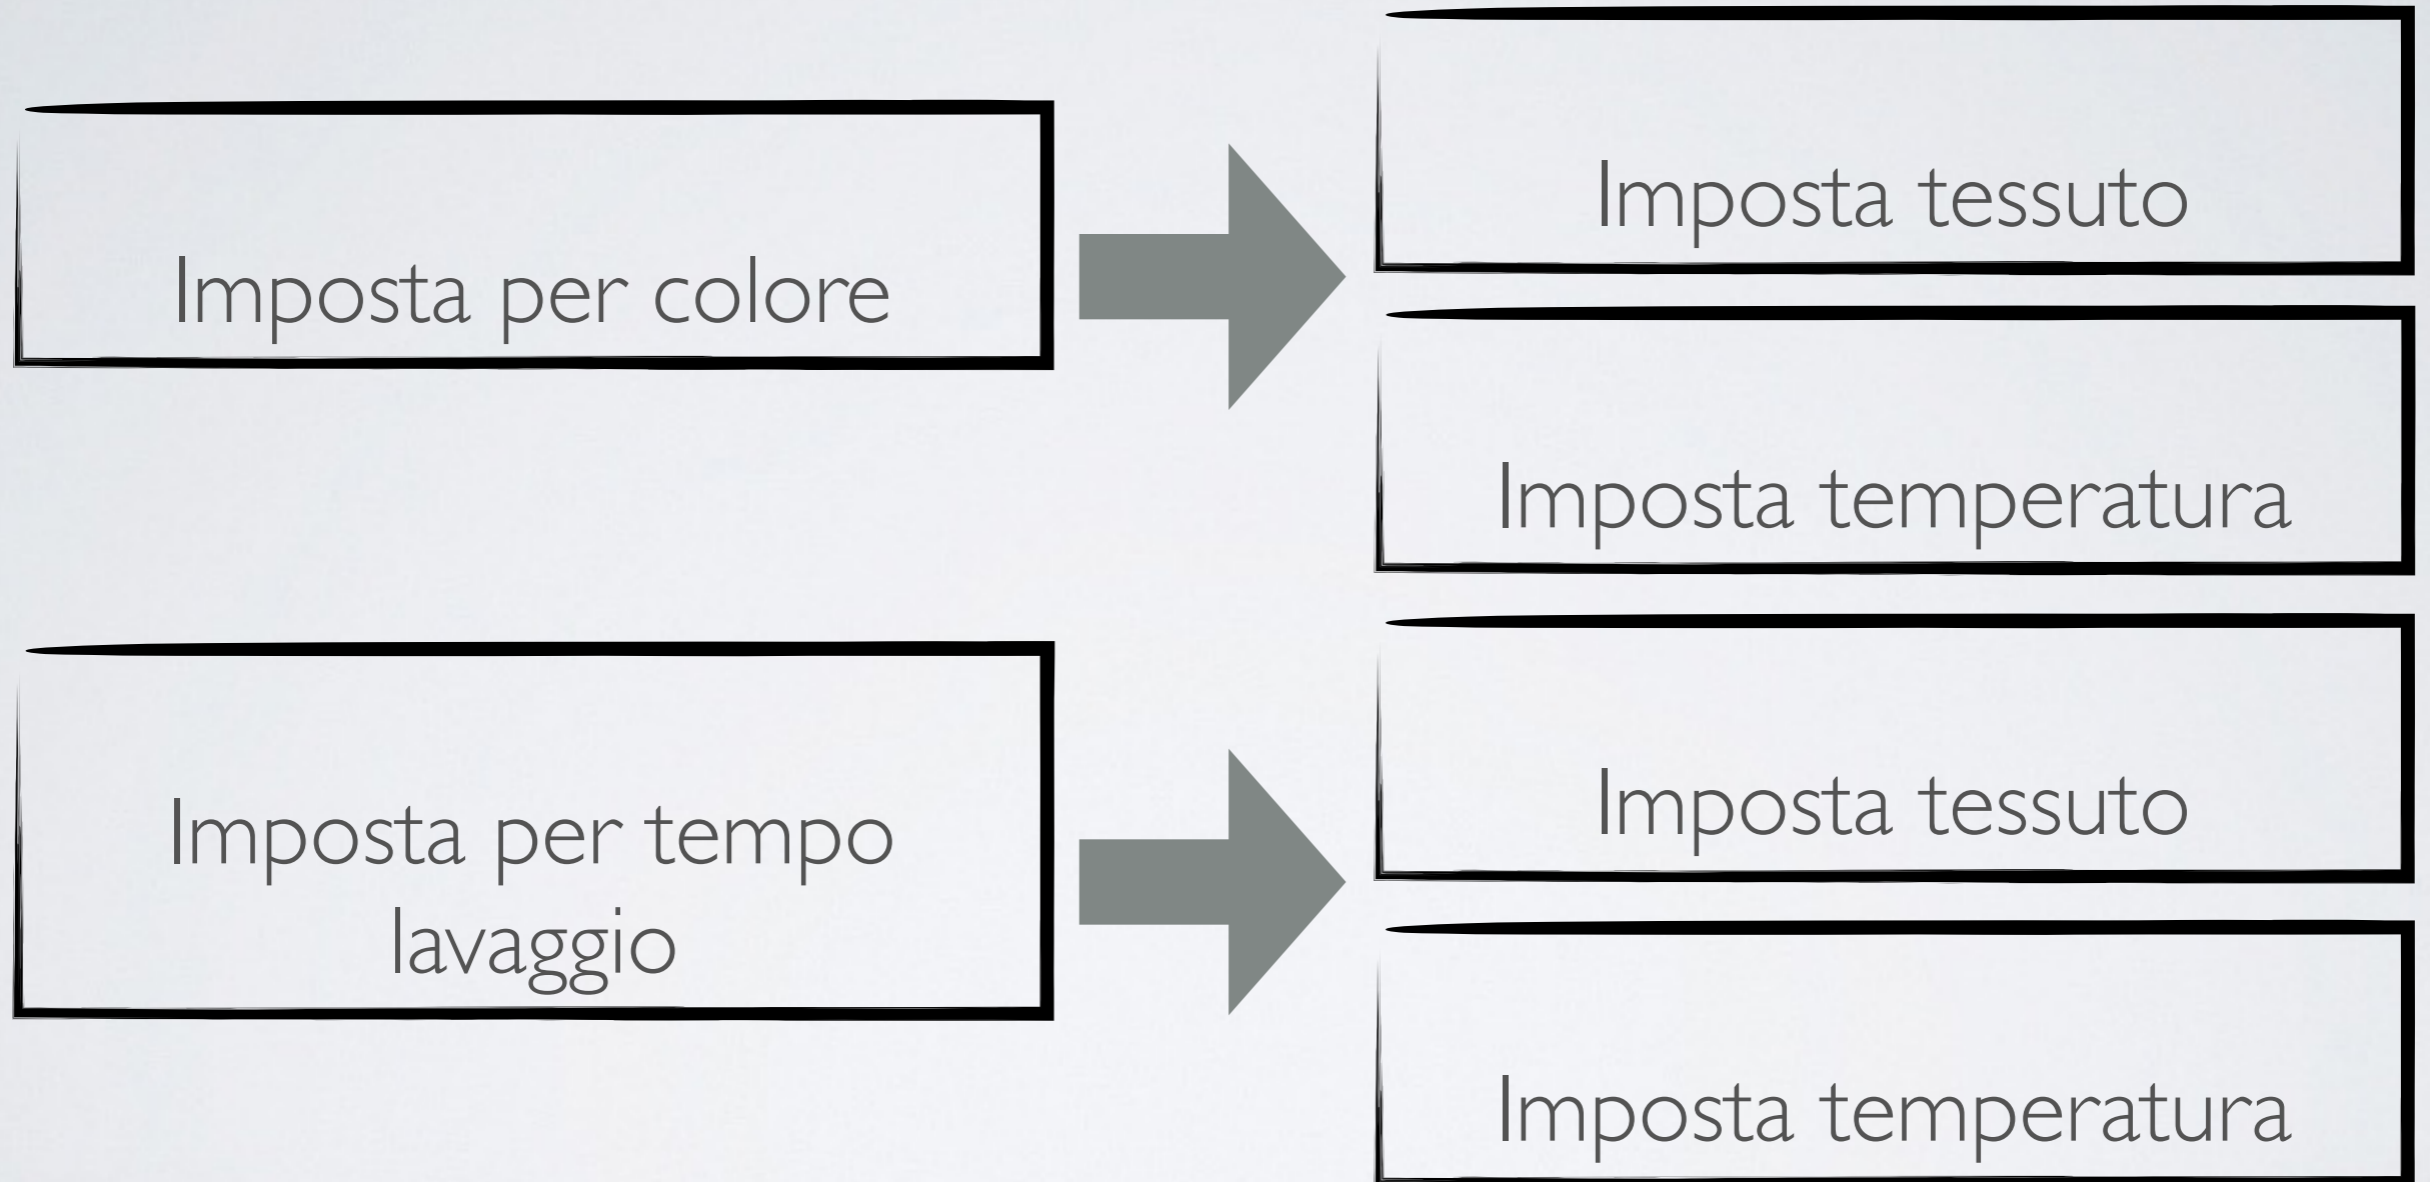 Imposta per colore
Imposta tessuto
Imposta temperatura
Imposta per tempo
lavaggio
Imposta tessuto
Imposta temperatura